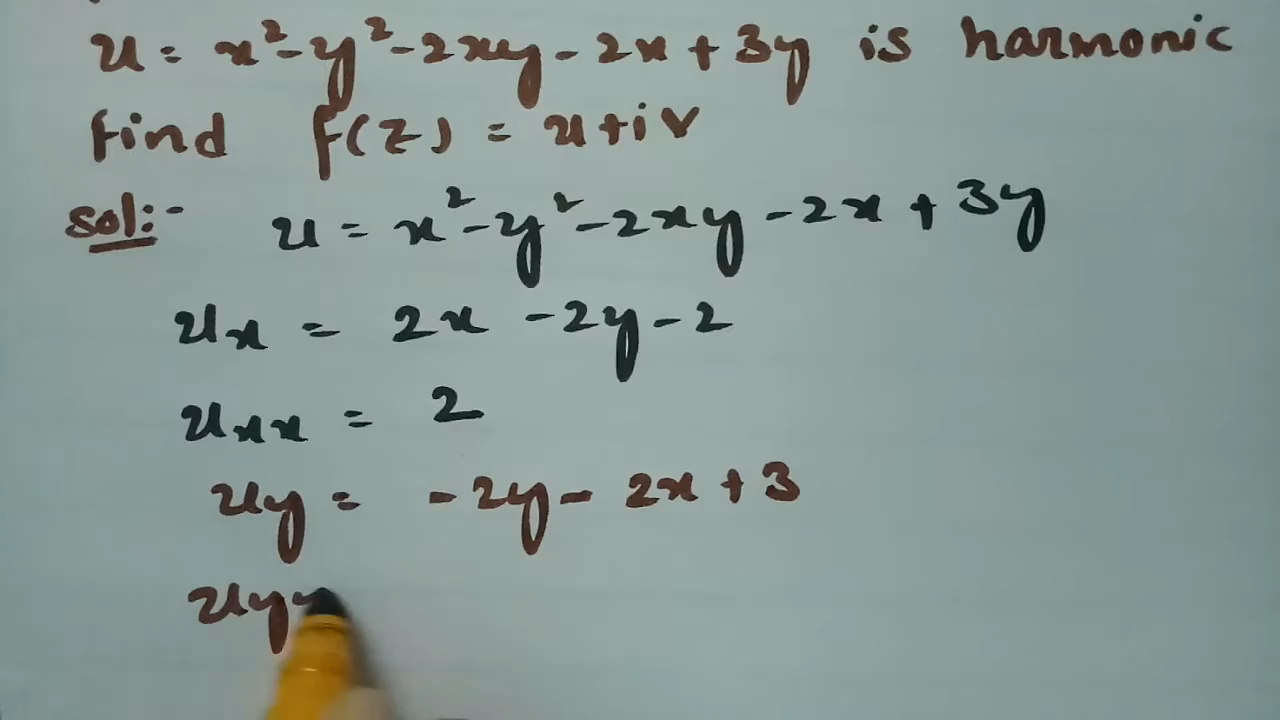 u = x²-y²-2xy-2x+3y is harmonic
find f(z) = u+iv
sol:- u = x²-y²-2xy-2x+3y
ux = 2x-2y-2
uxx = 2
uy = -2y-2x+3
uyy